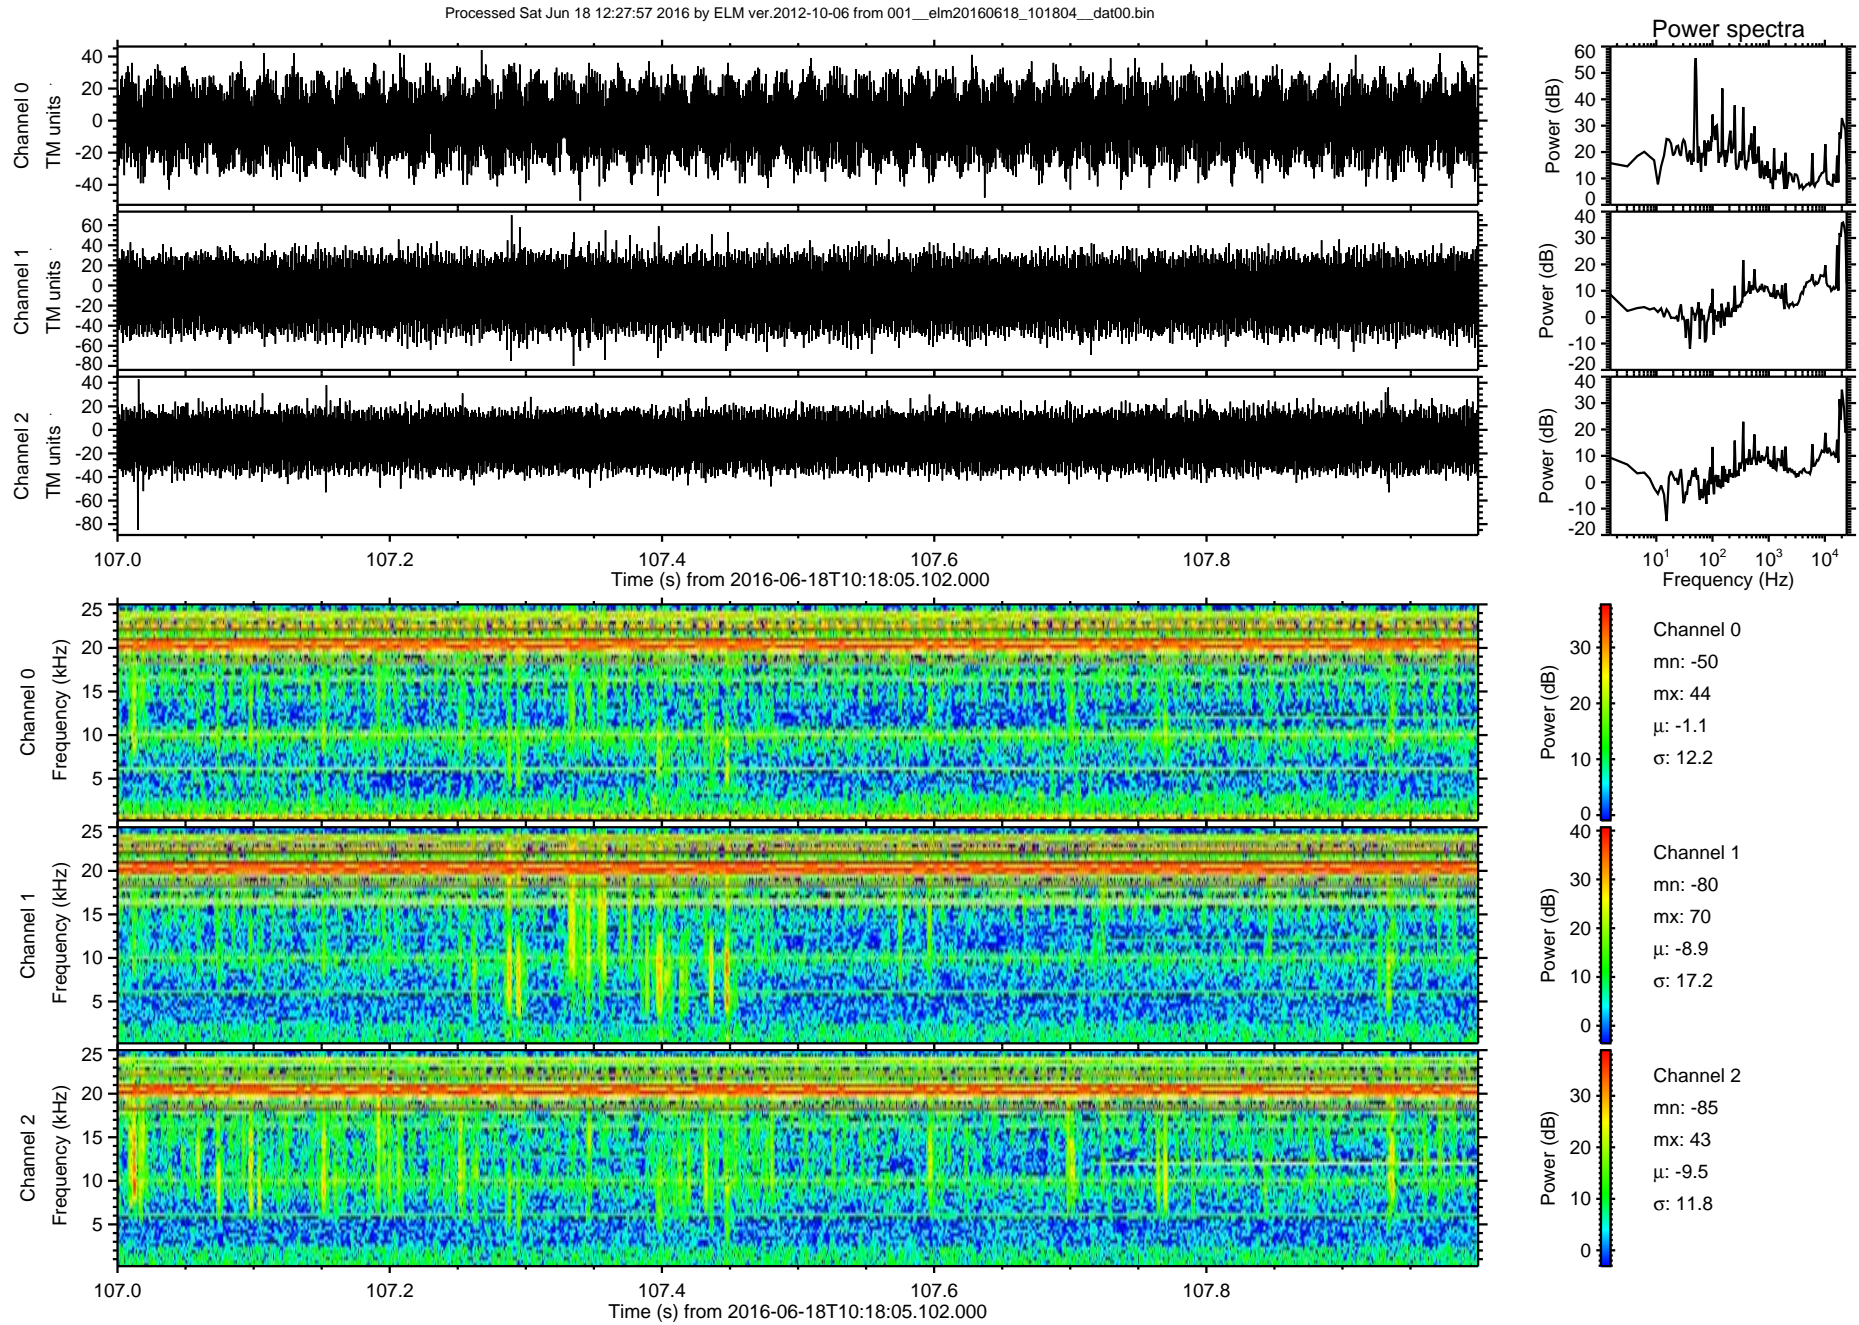 Processed Sat Jun 18 12:27:57 2016 by ELM ver.2012-10-06 from 001__elm20160618_101804__dat00.bin
Power spectra
Channel 0
TM units
40
20
0
-20
-40
Power (dB)
60
50
40
30
20
10
0
Channel 1
TM units
60
40
20
0
-20
-40
-60
-80
Power (dB)
40
30
20
10
0
-10
-20
Channel 2
TM units
40
20
0
-20
-40
-60
-80
Power (dB)
40
30
20
10
0
-10
-20
107.0 107.2 107.4 107.6 107.8
Time (s) from 2016-06-18T10:18:05.102.000
10¹ 10² 10³ 10⁴
Frequency (Hz)
Channel 0
Frequency (kHz)
25
20
15
10
5
Power (dB)
30
20
10
0
Channel 0
mn: -50
mx: 44
µ: -1.1
σ: 12.2
Channel 1
Frequency (kHz)
25
20
15
10
5
Power (dB)
40
30
20
10
0
Channel 1
mn: -80
mx: 70
µ: -8.9
σ: 17.2
Channel 2
Frequency (kHz)
25
20
15
10
5
Power (dB)
30
20
10
0
Channel 2
mn: -85
mx: 43
µ: -9.5
σ: 11.8
107.0 107.2 107.4 107.6 107.8
Time (s) from 2016-06-18T10:18:05.102.000